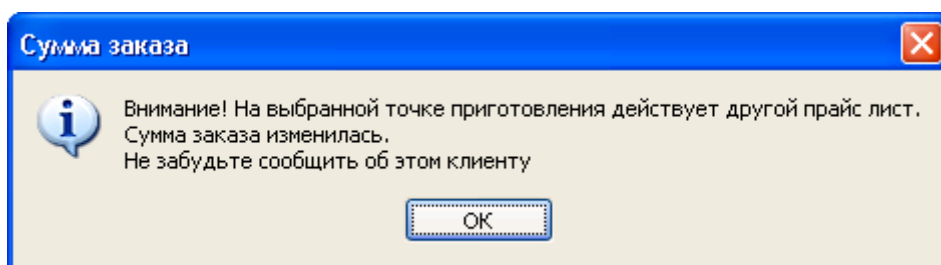 Сумма заказа
Внимание! На выбранной точке приготовления действует другой прайс лист.
Сумма заказа изменилась.
Не забудьте сообщить об этом клиенту
OK